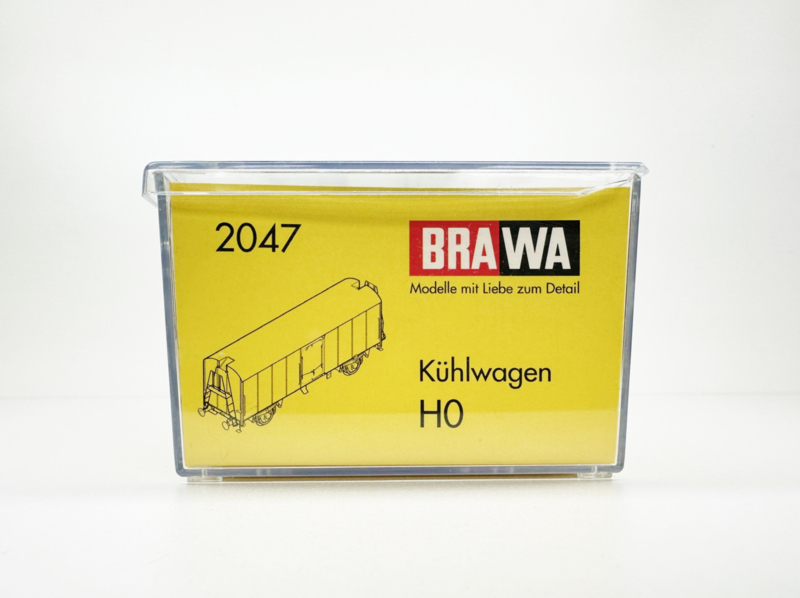 2047
BRAWA
Modelle mit Liebe zum Detail
Kühlwagen
H0